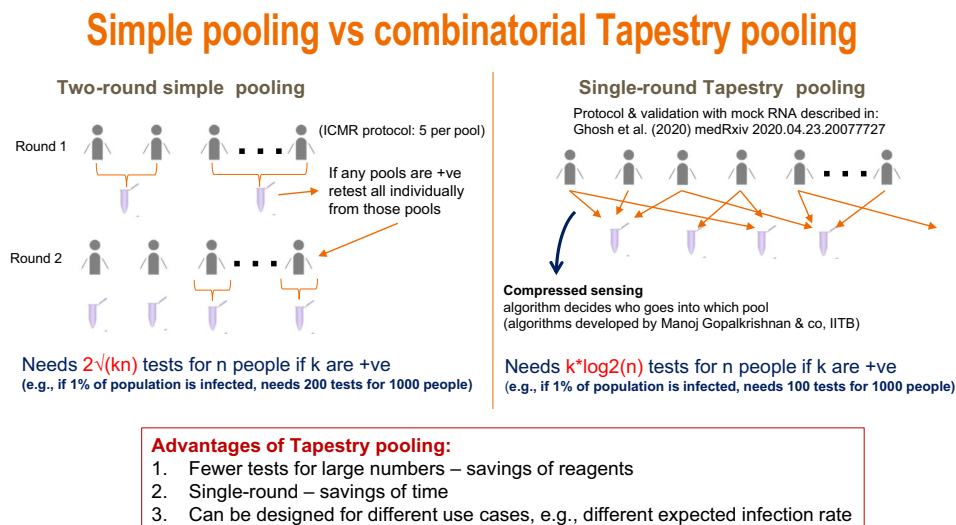 Simple pooling vs combinatorial Tapestry pooling
Two-round simple pooling
Round 1
(ICMR protocol: 5 per pool)
If any pools are +ve
retest all individually
from those pools
Round 2
Needs 2√(kn) tests for n people if k are +ve
(e.g., if 1% of population is infected, needs 200 tests for 1000 people)
Single-round Tapestry pooling
Protocol & validation with mock RNA described in:
Ghosh et al. (2020) medRxiv 2020.04.23.20077727
Compressed sensing
algorithm decides who goes into which pool
(algorithms developed by Manoj Gopalkrishnan & co, IITB)
Needs k*log2(n) tests for n people if k are +ve
(e.g., if 1% of population is infected, needs 100 tests for 1000 people)
Advantages of Tapestry pooling:
1. Fewer tests for large numbers – savings of reagents
2. Single-round – savings of time
3. Can be designed for different use cases, e.g., different expected infection rate